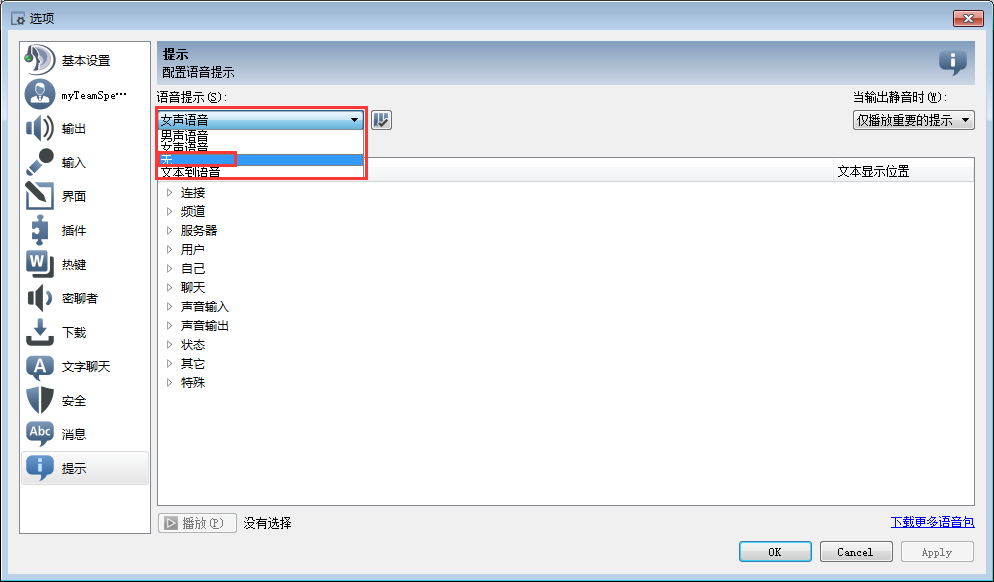 选项
基本设置
myTeamSpe…
输出
输入
界面
插件
热键
密聊者
下载
文字聊天
安全
消息
提示
提示
配置语音提示
语音提示(S):
当输出静音时(W):
女声语音
仅播放重要的提示
男声语音
女声语音
无
文本到语音
文本显示位置
连接
频道
服务器
用户
自己
聊天
声音输入
声音输出
状态
其它
特殊
播放(P)
没有选择
下载更多语音包
OK
Cancel
Apply